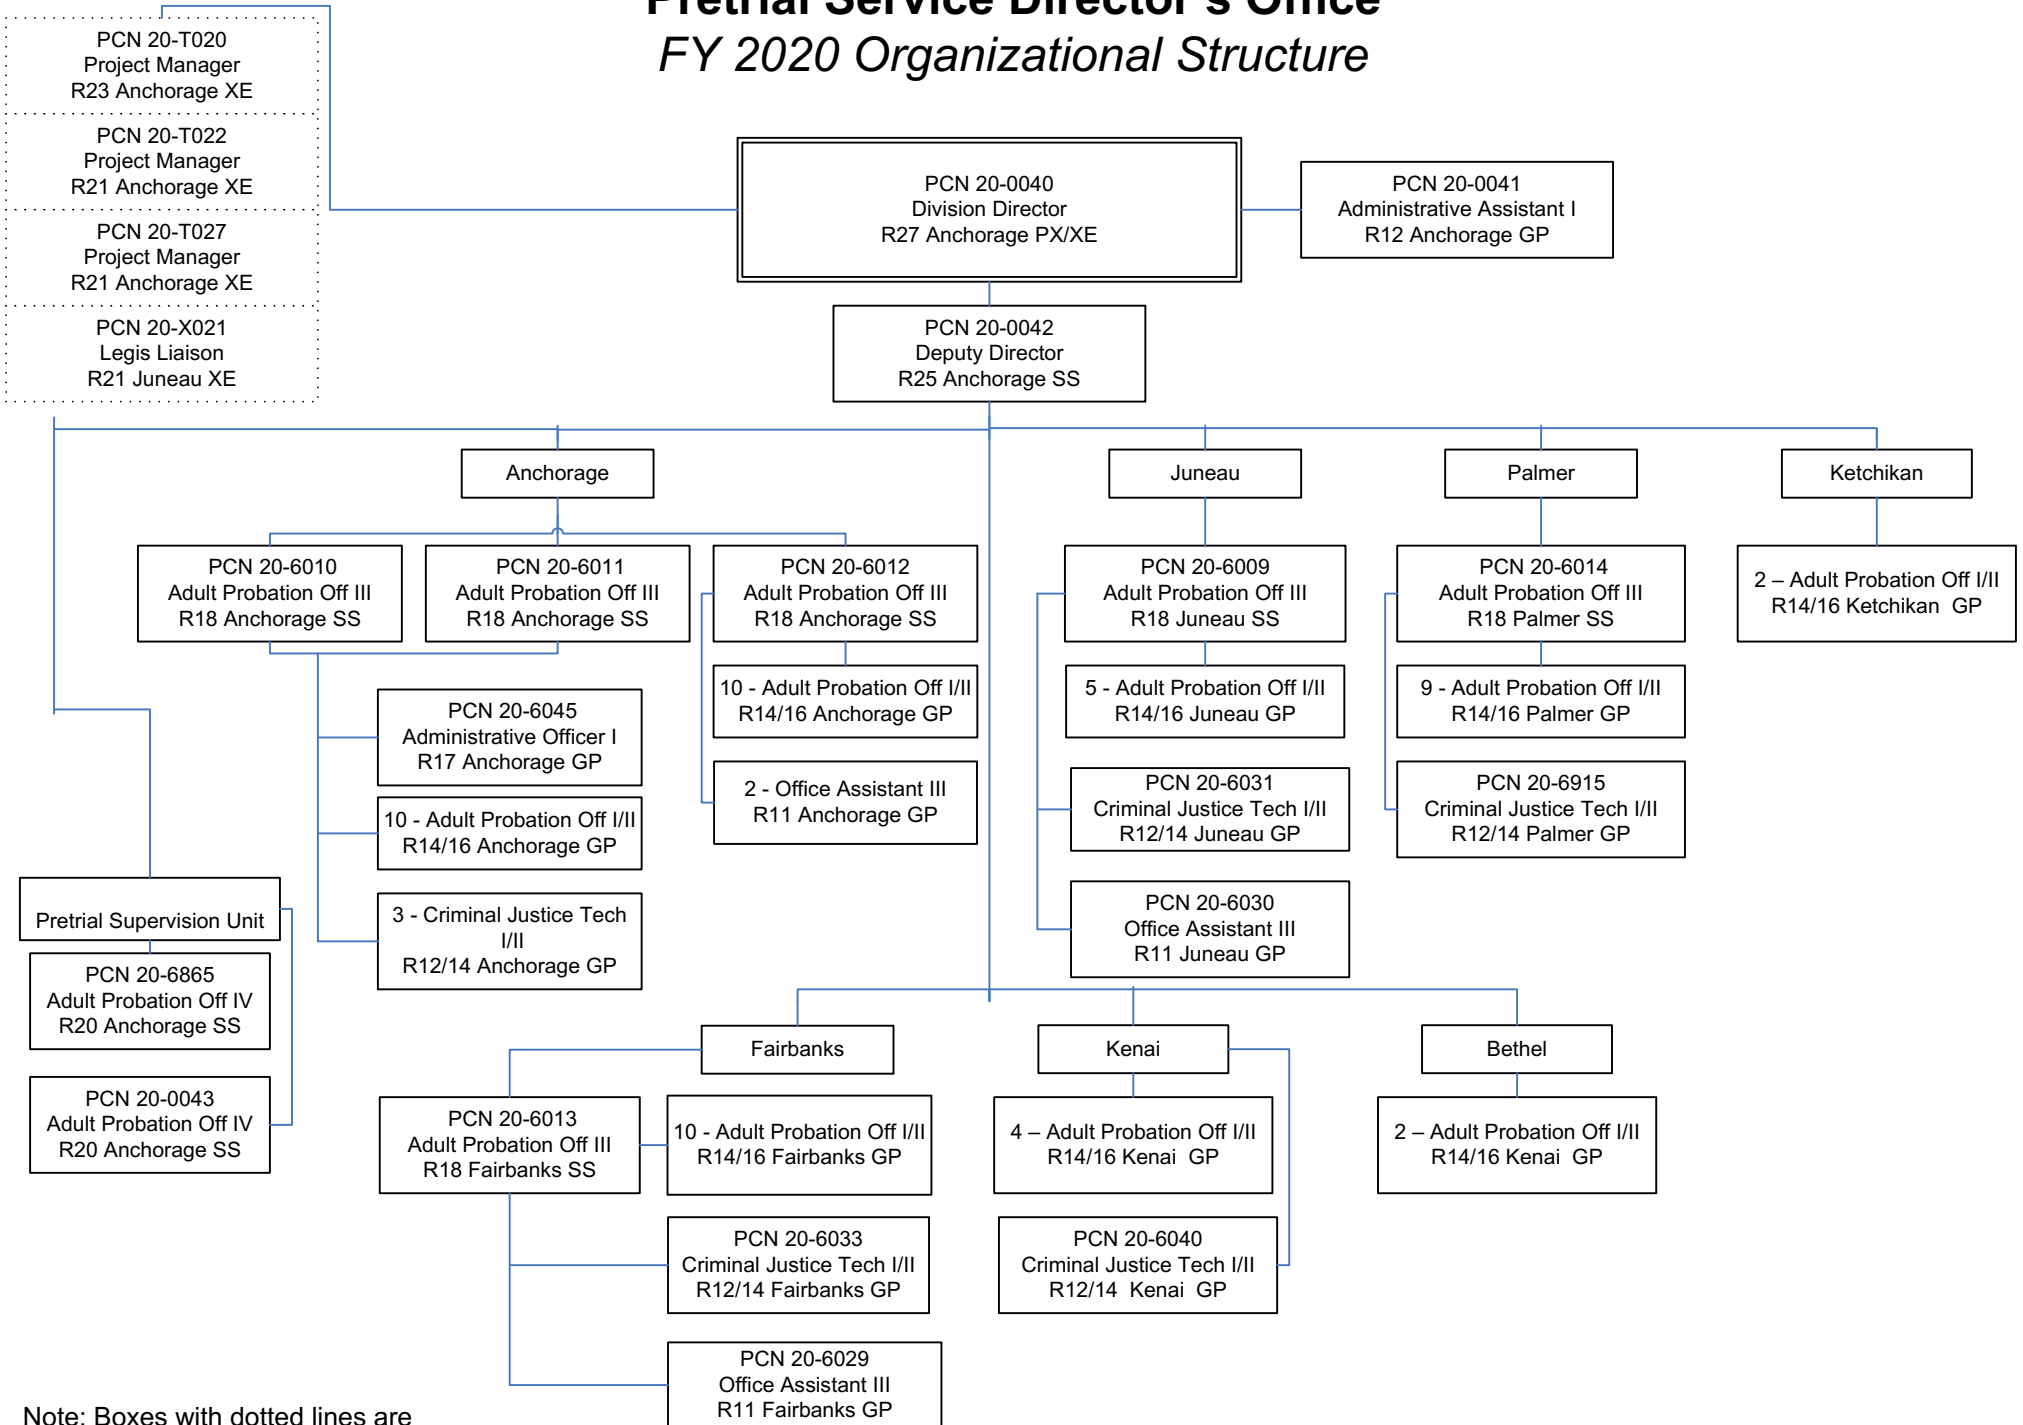 Pretrial Service Director's Office
FY 2020 Organizational Structure
PCN 20-T020
Project Manager
R23 Anchorage XE
PCN 20-T022
Project Manager
R21 Anchorage XE
PCN 20-T027
Project Manager
R21 Anchorage XE
PCN 20-X021
Legis Liaison
R21 Juneau XE
PCN 20-0040
Division Director
R27 Anchorage PX/XE
PCN 20-0041
Administrative Assistant I
R12 Anchorage GP
PCN 20-0042
Deputy Director
R25 Anchorage SS
Anchorage
Juneau
Palmer
Ketchikan
PCN 20-6010
Adult Probation Off III
R18 Anchorage SS
PCN 20-6011
Adult Probation Off III
R18 Anchorage SS
PCN 20-6012
Adult Probation Off III
R18 Anchorage SS
PCN 20-6009
Adult Probation Off III
R18 Juneau SS
PCN 20-6014
Adult Probation Off III
R18 Palmer SS
2 – Adult Probation Off I/II
R14/16 Ketchikan  GP
PCN 20-6045
Administrative Officer I
R17 Anchorage GP
10 - Adult Probation Off I/II
R14/16 Anchorage GP
3 - Criminal Justice Tech
I/II
R12/14 Anchorage GP
10 - Adult Probation Off I/II
R14/16 Anchorage GP
2 - Office Assistant III
R11 Anchorage GP
5 - Adult Probation Off I/II
R14/16 Juneau GP
PCN 20-6031
Criminal Justice Tech I/II
R12/14 Juneau GP
PCN 20-6030
Office Assistant III
R11 Juneau GP
9 - Adult Probation Off I/II
R14/16 Palmer GP
PCN 20-6915
Criminal Justice Tech I/II
R12/14 Palmer GP
Pretrial Supervision Unit
PCN 20-6865
Adult Probation Off IV
R20 Anchorage SS
PCN 20-0043
Adult Probation Off IV
R20 Anchorage SS
Fairbanks
Kenai
Bethel
PCN 20-6013
Adult Probation Off III
R18 Fairbanks SS
10 - Adult Probation Off I/II
R14/16 Fairbanks GP
PCN 20-6033
Criminal Justice Tech I/II
R12/14 Fairbanks GP
PCN 20-6029
Office Assistant III
R11 Fairbanks GP
4 – Adult Probation Off I/II
R14/16 Kenai  GP
PCN 20-6040
Criminal Justice Tech I/II
R12/14  Kenai  GP
2 – Adult Probation Off I/II
R14/16 Kenai  GP
Note: Boxes with dotted lines are